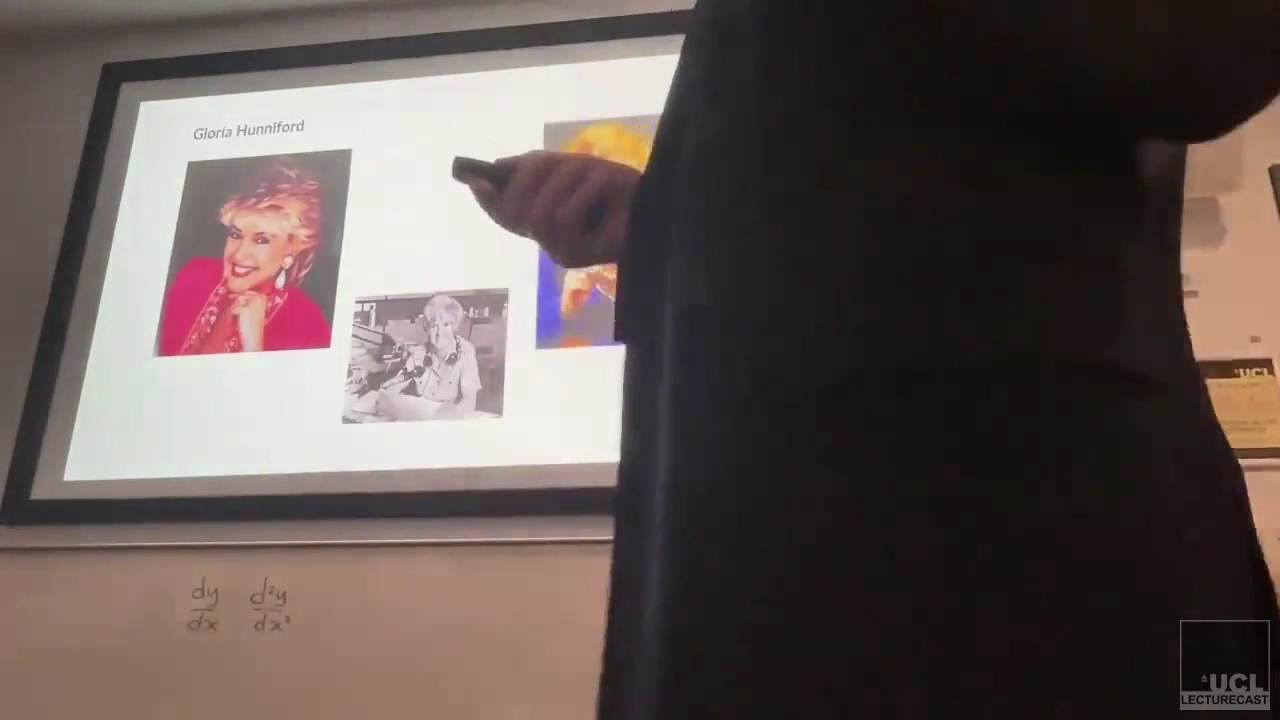 Gloria Hunniford
dy/dx d²y/dx²
UCL
UCL
LECTURECAST